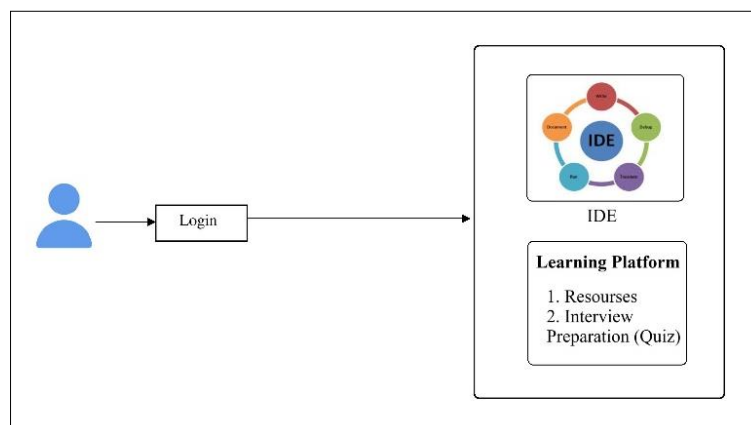 Write
Document
IDE
Debug
Run
Translate
IDE
Login
Learning Platform
1. Resourses
2. Interview
Preparation (Quiz)